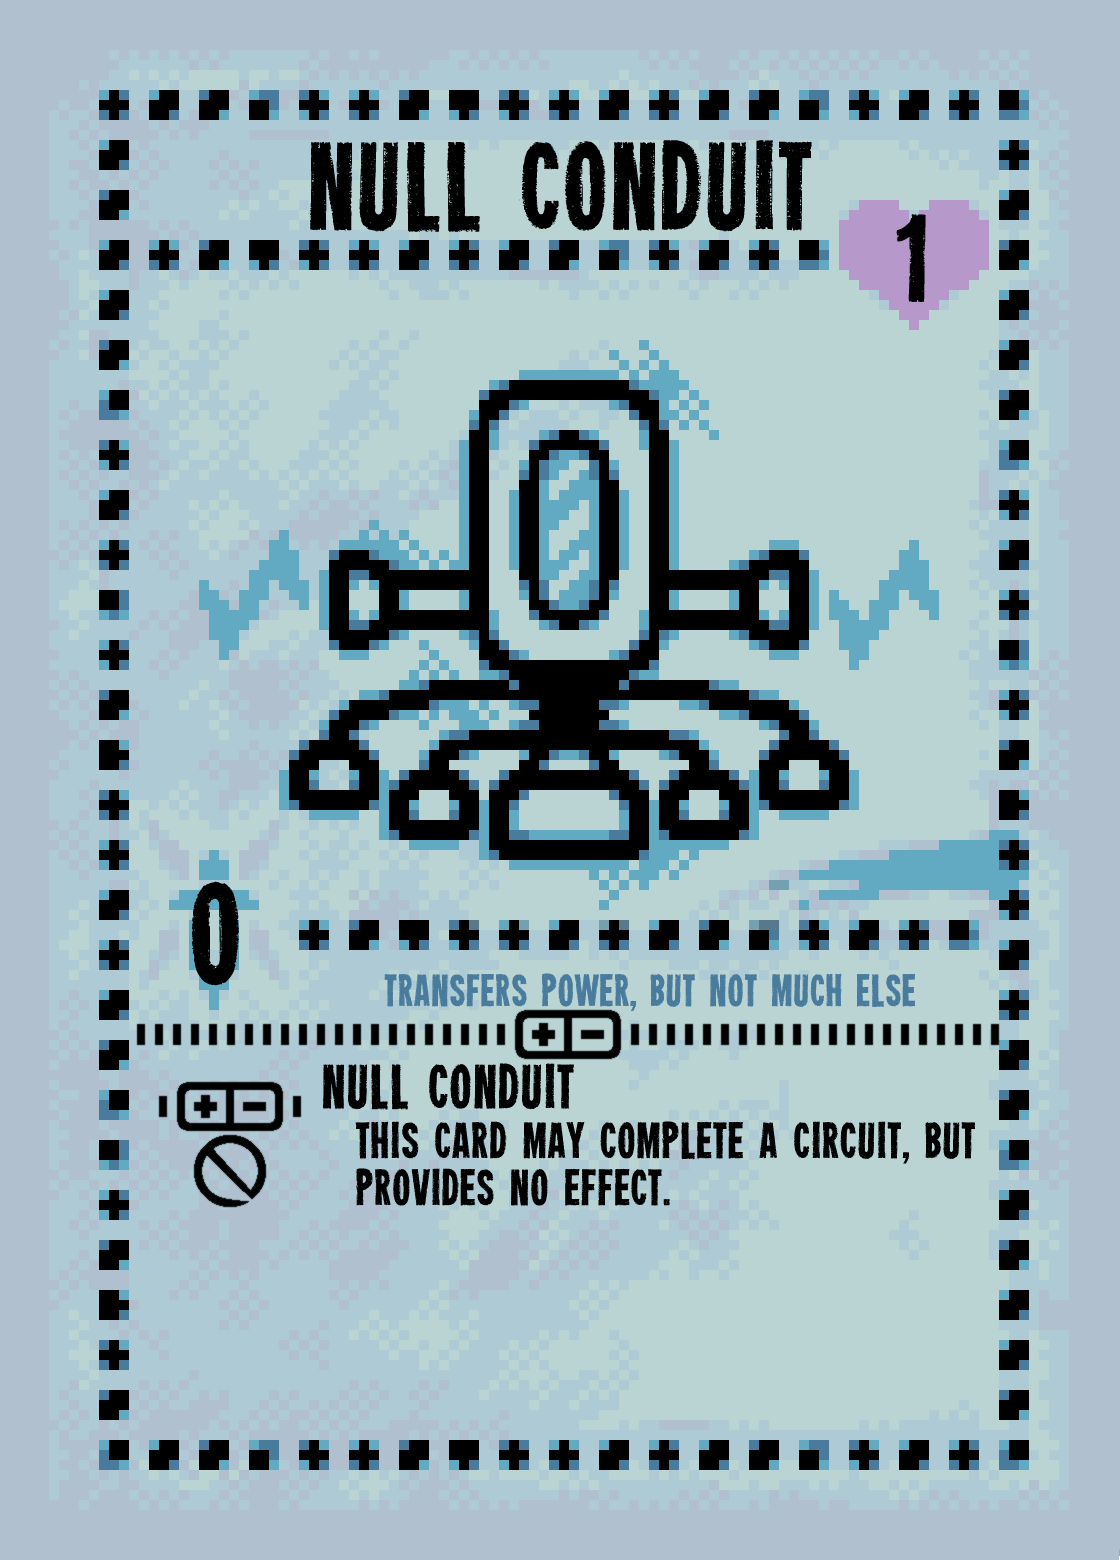 NULL CONDUIT
1
0
TRANSFERS POWER, BUT NOT MUCH ELSE
NULL CONDUIT
THIS CARD MAY COMPLETE A CIRCUIT, BUT
PROVIDES NO EFFECT.